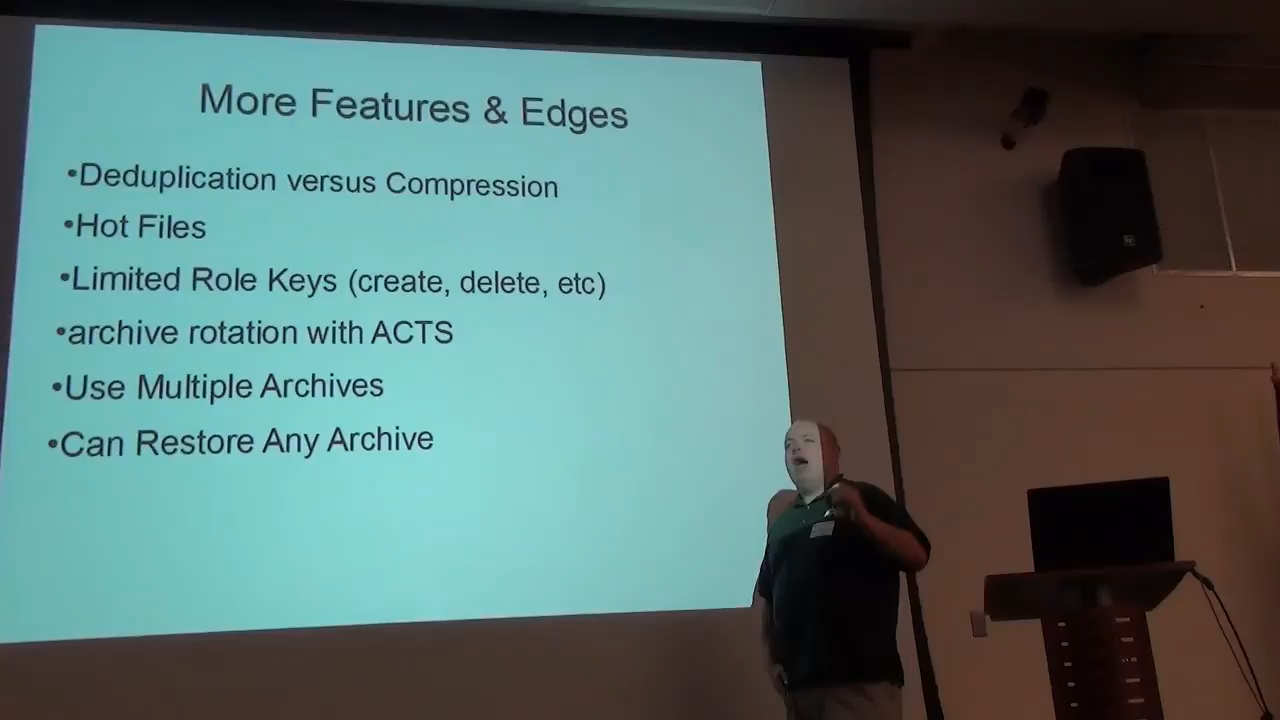 More Features & Edges
•Deduplication versus Compression
•Hot Files
•Limited Role Keys (create, delete, etc)
•archive rotation with ACTS
•Use Multiple Archives
•Can Restore Any Archive